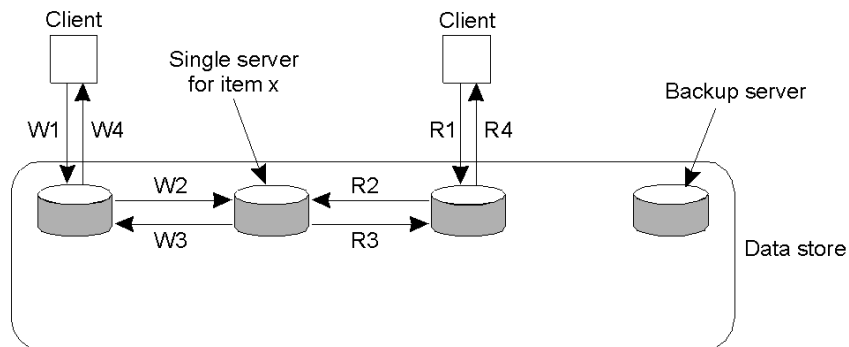 Client
Client
Single server
for item x
Backup server
W1
W4
R1
R4
W2
R2
W3
R3
Data store